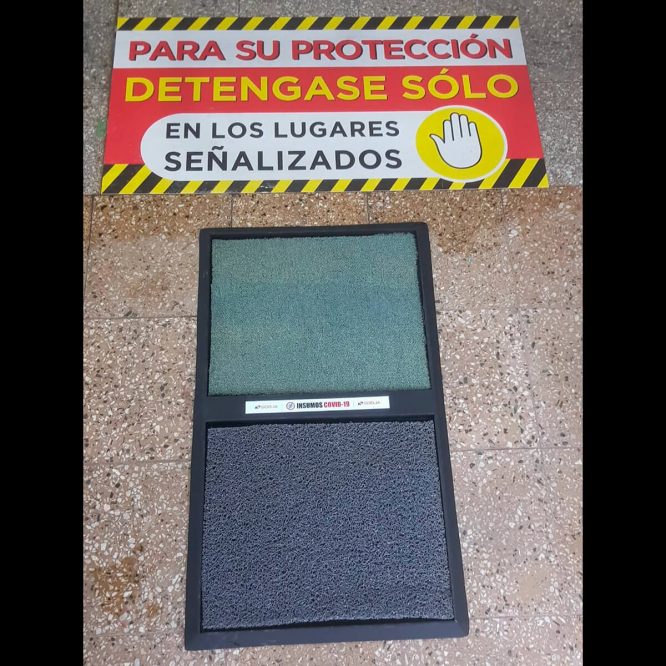 PARA SU PROTECCIÓN
DETENGASE SÓLO
EN LOS LUGARES
SEÑALIZADOS
INSUMOS COVID-19